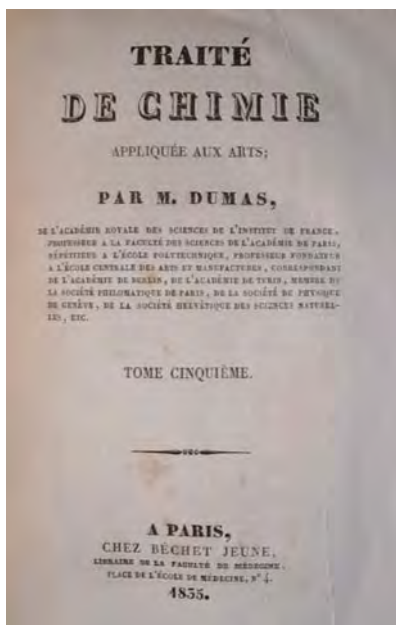 TRAITÉ
DE CHIMIE
APPLIQUÉE AUX ARTS;
PAR M. DUMAS,
DE L'ACADÉMIE ROYALE DES SCIENCES DE L'INSTITUT DE FRANCE,
PROFESSEUR A LA FACULTÉ DES SCIENCES DE L'ACADÉMIE DE PARIS,
RÉPÉTITEUR A L'ÉCOLE POLYTECHNIQUE, PROFESSEUR FONDATEUR
A L'ÉCOLE CENTRALE DES ARTS ET MANUFACTURES, CORRESPONDANT
DE L'ACADÉMIE DE BERLIN, DE L'ACADÉMIE DE TURIN, MEMBRE DE
LA SOCIÉTÉ PHILOMATIQUE DE PARIS, DE LA SOCIÉTÉ DE PHYSIQUE
DE GENÈVE, DE LA SOCIÉTÉ HELVÉTIQUE DES SCIENCES NATUREL-
LES, ETC.
TOME CINQUIÈME.
A PARIS,
CHEZ BÉCHET JEUNE,
LIBRAIRE DE LA FACULTÉ DE MÉDECINE,
PLACE DE L'ÉCOLE DE MÉDECINE, N° 4.
1835.